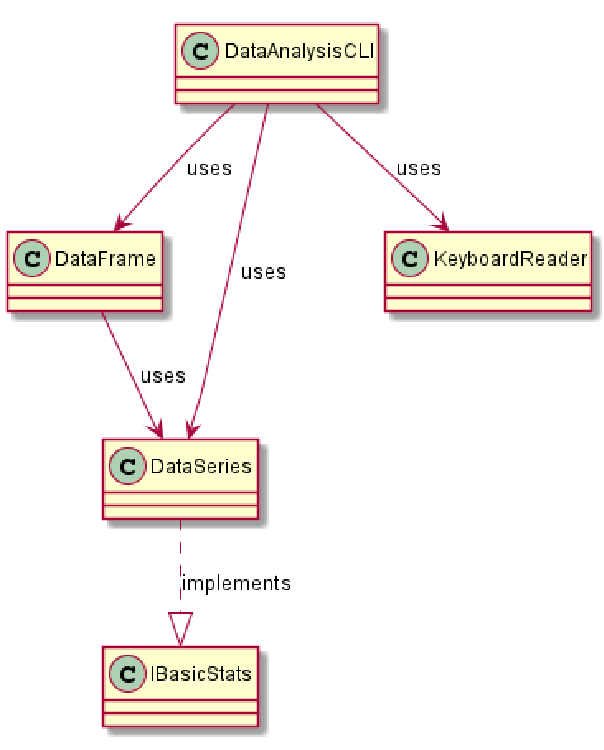 C DataAnalysisCLI
uses
uses
C DataFrame
C KeyboardReader
uses
uses
C DataSeries
implements
C IBasicStats